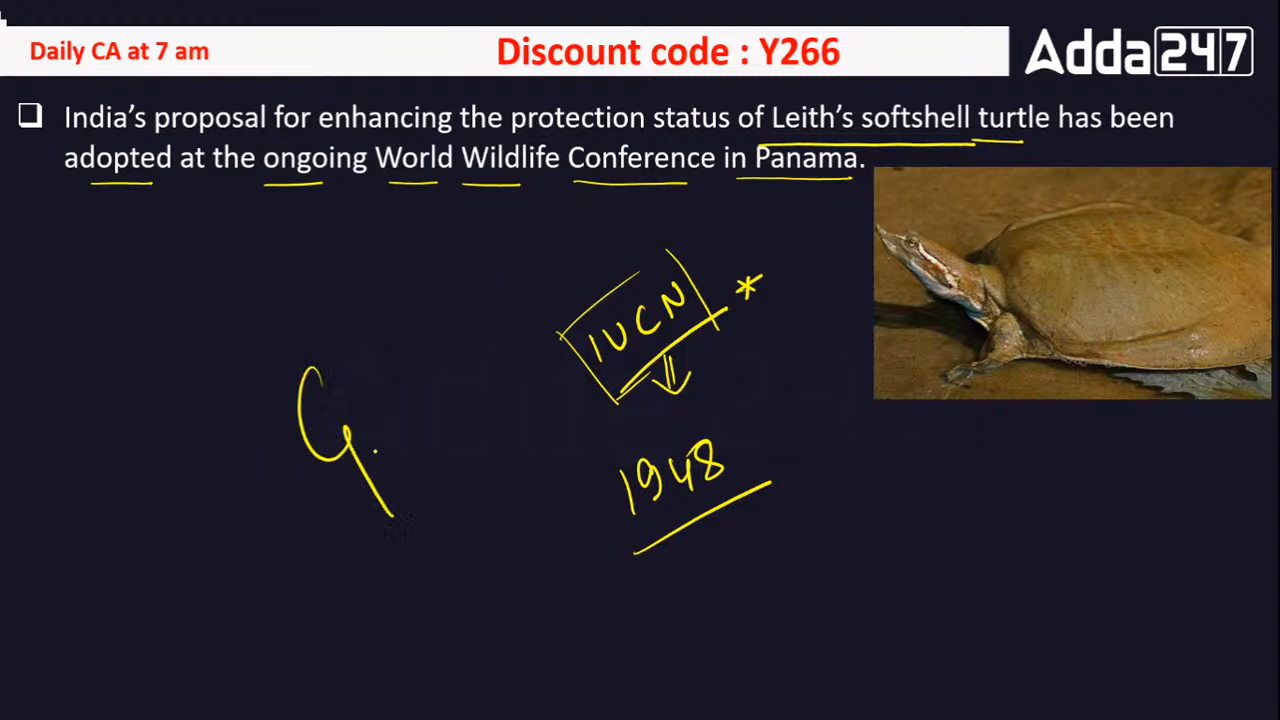 Daily CA at 7 am
Discount code : Y266
Adda247
India's proposal for enhancing the protection status of Leith's softshell turtle has been
adopted at the ongoing World Wildlife Conference in Panama.
IUCN *
1948
G